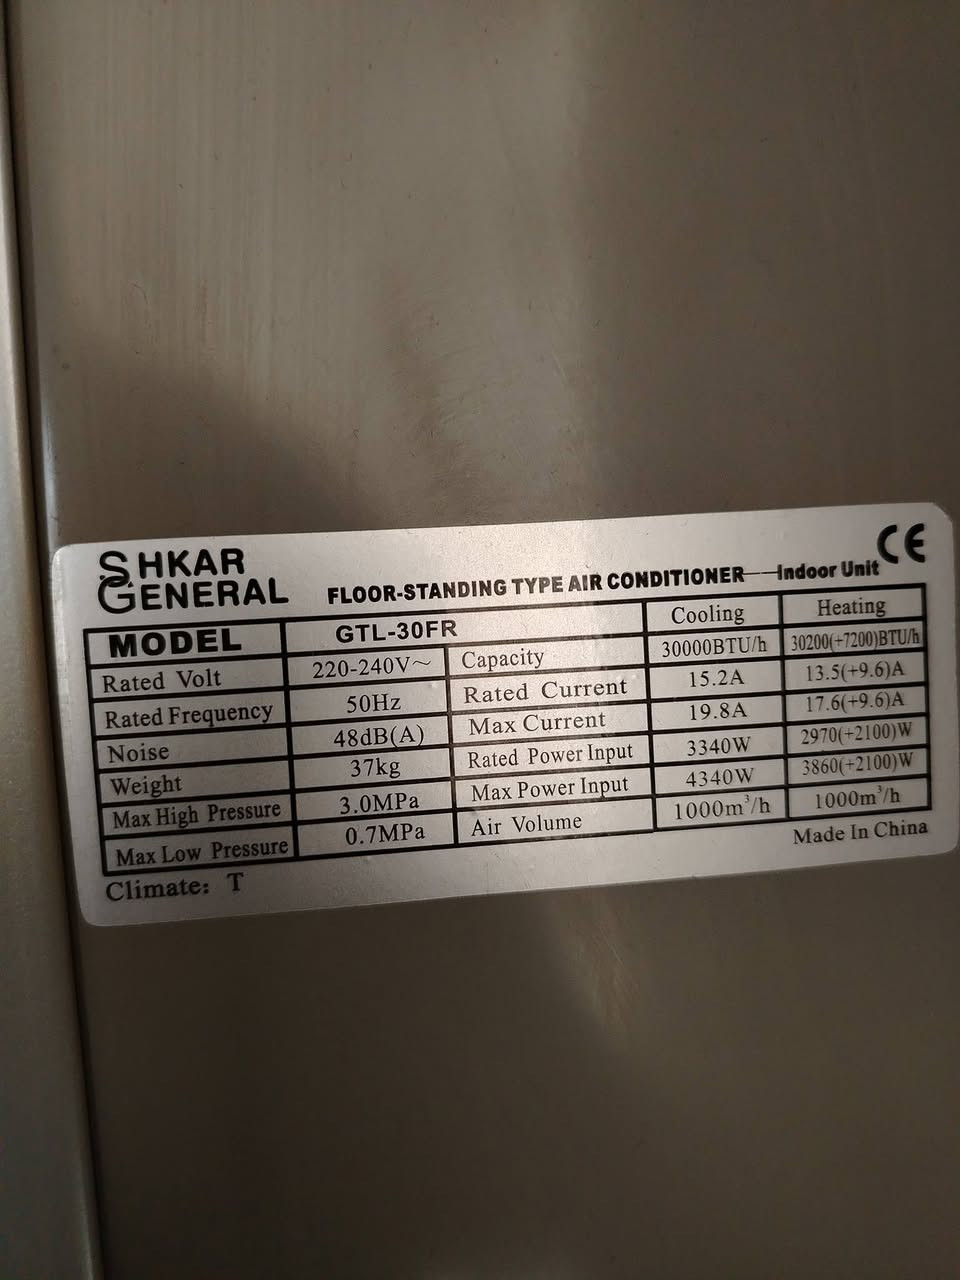 SHKAR
GENERAL
FLOOR-STANDING TYPE AIR CONDITIONER—Indoor Unit CE
MODEL GTL-30FR Cooling Heating
Rated Volt 220-240V~ Capacity 30000BTU/h 30200(+7200)BTU/h
Rated Frequency 50Hz Rated Current 15.2A 13.5(+9.6)A
Noise 48dB(A) Max Current 19.8A 17.6(+9.6)A
Weight 37kg Rated Power Input 3340W 2970(+2100)W
Max High Pressure 3.0MPa Max Power Input 4340W 3860(+2100)W
Max Low Pressure 0.7MPa Air Volume 1000m³/h 1000m³/h
Climate: T Made In China